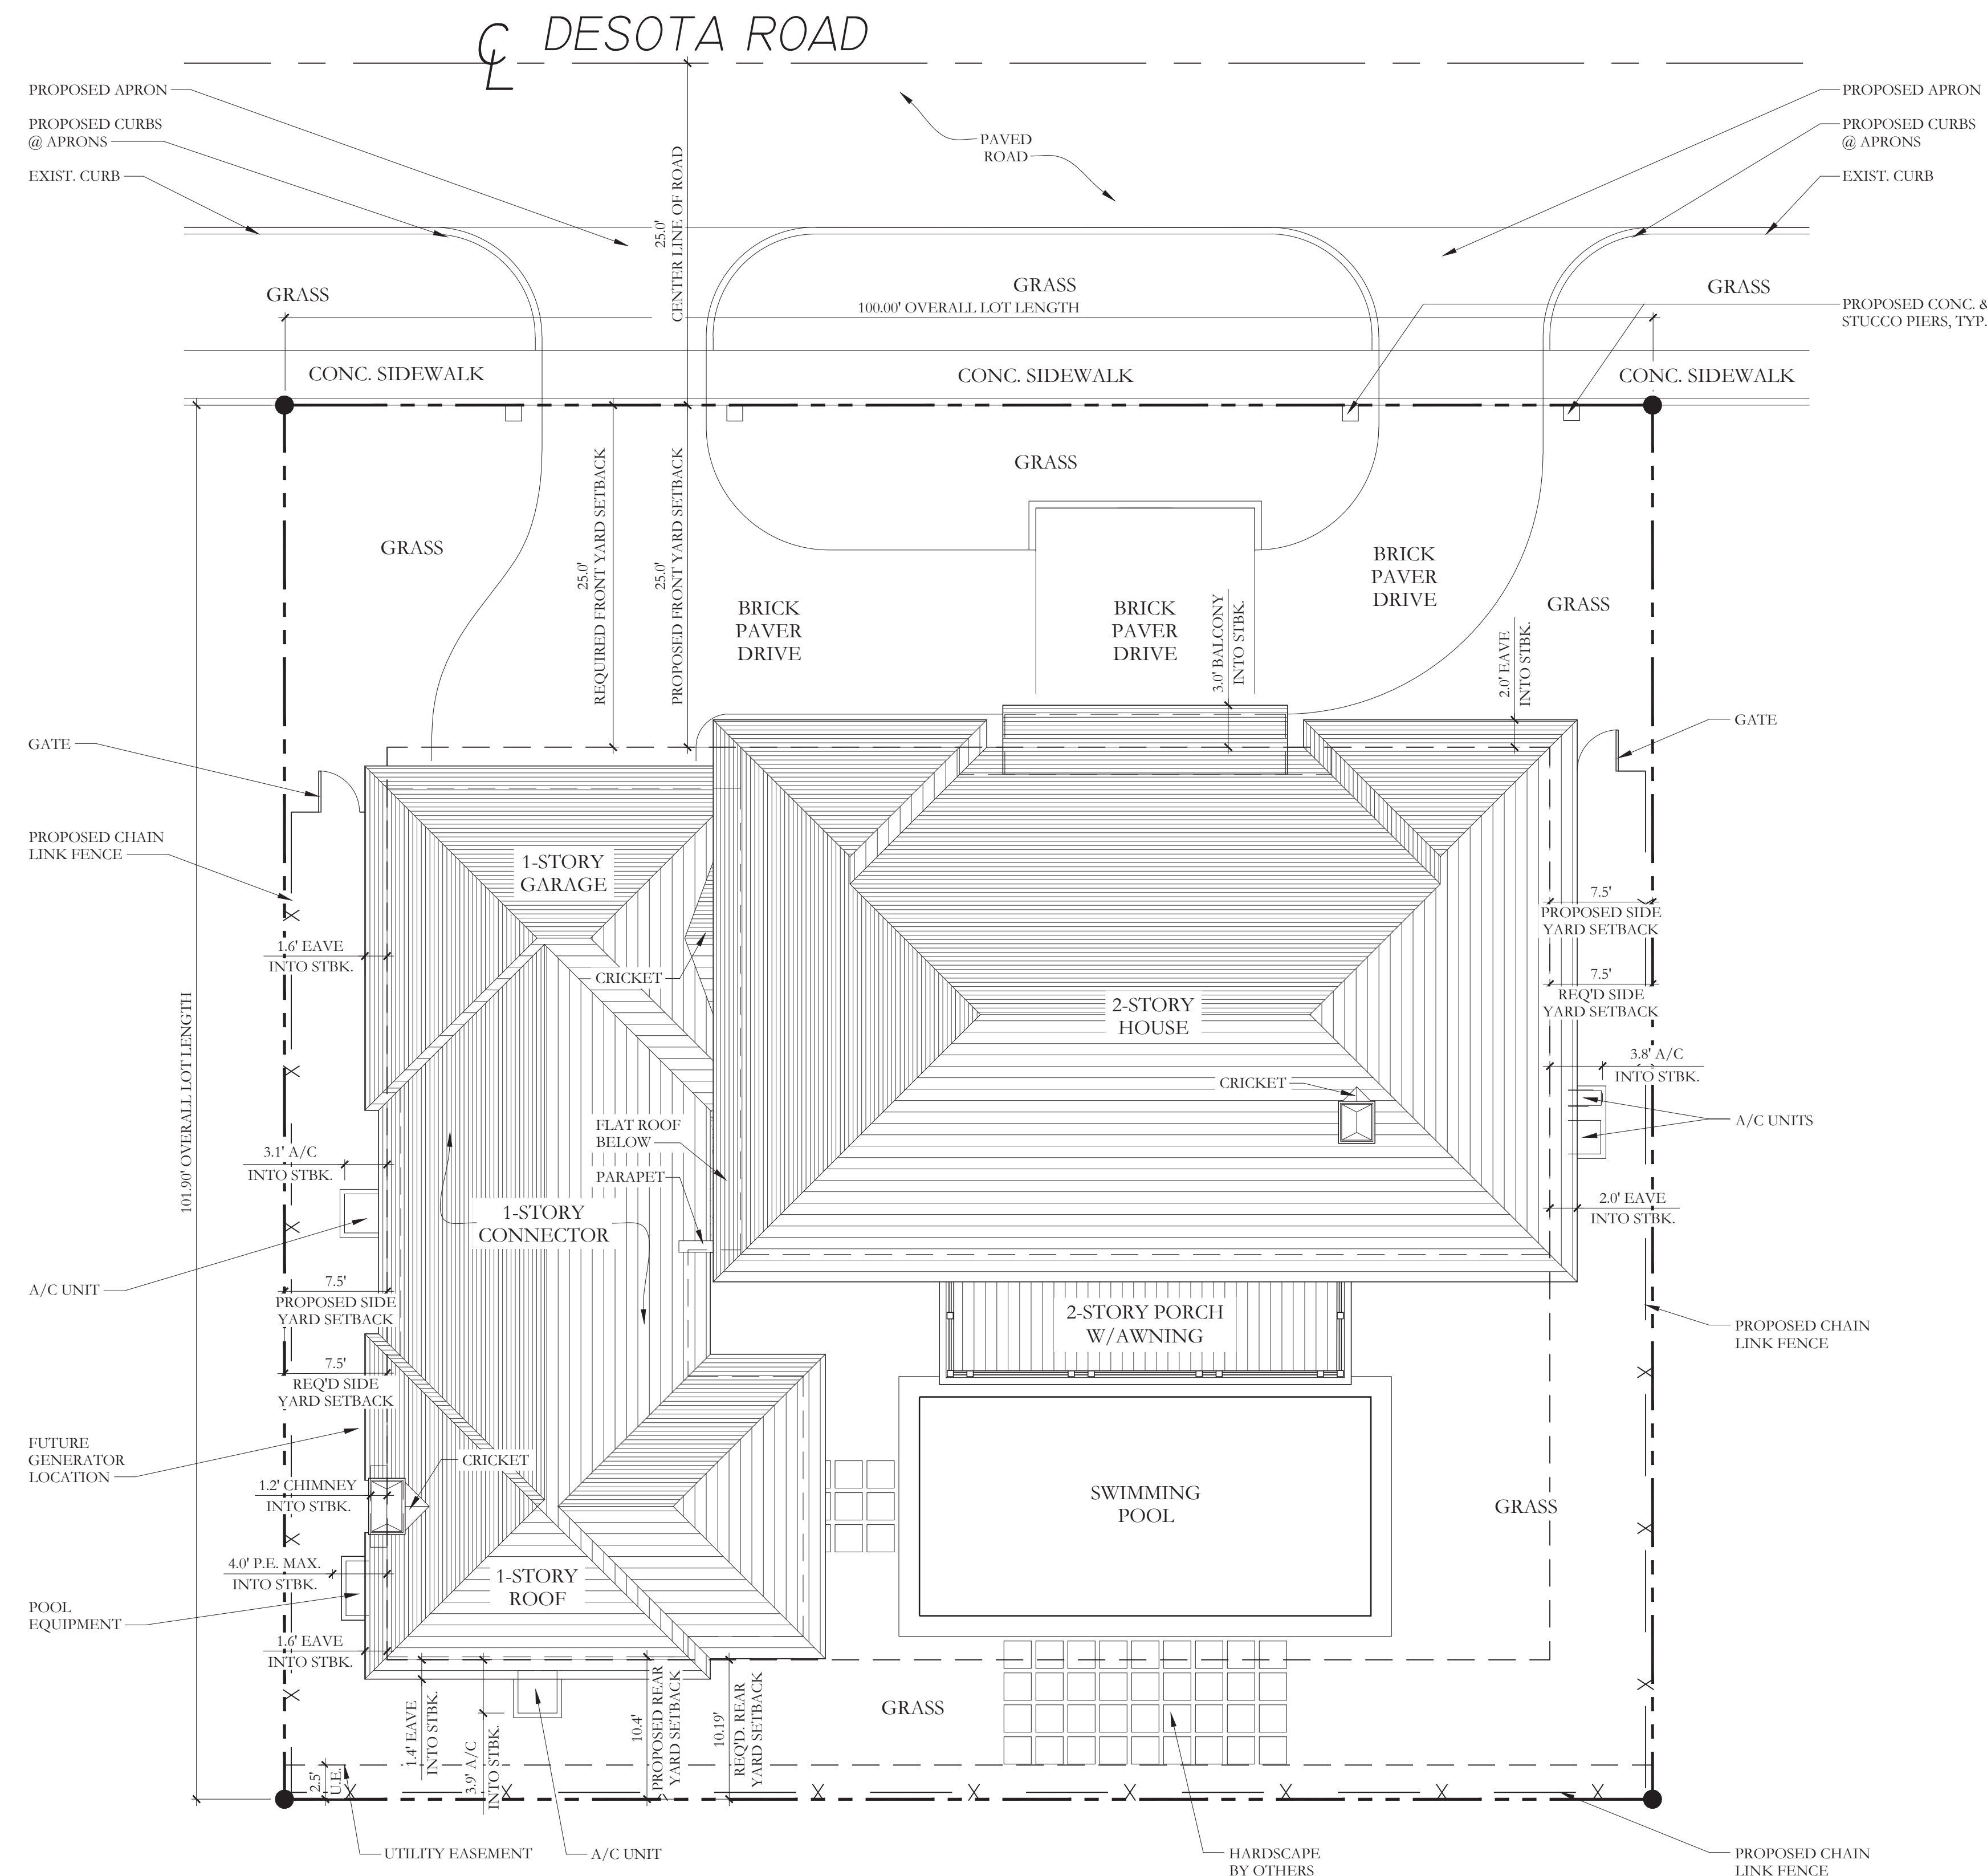 ℄ DESOTA ROAD
PROPOSED APRON
PROPOSED CURBS
@ APRONS
EXIST. CURB
PAVED
ROAD
PROPOSED APRON
PROPOSED CURBS
@ APRONS
EXIST. CURB
25.0'
CENTER LINE OF ROAD
GRASS
GRASS
GRASS
100.00' OVERALL LOT LENGTH
PROPOSED CONC. &
STUCCO PIERS, TYP.
CONC. SIDEWALK
CONC. SIDEWALK
CONC. SIDEWALK
GRASS
GRASS
25.0'
REQUIRED FRONT YARD SETBACK
25.0'
PROPOSED FRONT YARD SETBACK
BRICK
PAVER
DRIVE
BRICK
PAVER
DRIVE
BRICK
PAVER
DRIVE
GRASS
3.0' BALCONY
INTO STBK.
2.0' EAVE
INTO STBK.
GATE
GATE
PROPOSED CHAIN
LINK FENCE
1-STORY
GARAGE
1.6' EAVE
INTO STBK.
CRICKET
7.5'
PROPOSED SIDE
YARD SETBACK
7.5'
REQ'D SIDE
YARD SETBACK
2-STORY
HOUSE
CRICKET
3.8' A/C
INTO STBK.
A/C UNITS
101.90' OVERALL LOT LENGTH
FLAT ROOF
BELOW
PARAPET
3.1' A/C
INTO STBK.
1-STORY
CONNECTOR
2.0' EAVE
INTO STBK.
A/C UNIT
7.5'
PROPOSED SIDE
YARD SETBACK
7.5'
REQ'D SIDE
YARD SETBACK
2-STORY PORCH
W/AWNING
PROPOSED CHAIN
LINK FENCE
FUTURE
GENERATOR
LOCATION
CRICKET
1.2' CHIMNEY
INTO STBK.
SWIMMING
POOL
GRASS
4.0' P.E. MAX.
INTO STBK.
1-STORY
ROOF
POOL
EQUIPMENT
1.6' EAVE
INTO STBK.
1.4' EAVE
INTO STBK.
3.9' A/C
INTO STBK.
10.4'
PROPOSED REAR
YARD SETBACK
10.19'
REQ'D. REAR
YARD SETBACK
GRASS
2.5'
U.E.
UTILITY EASEMENT
A/C UNIT
HARDSCAPE
BY OTHERS
PROPOSED CHAIN
LINK FENCE